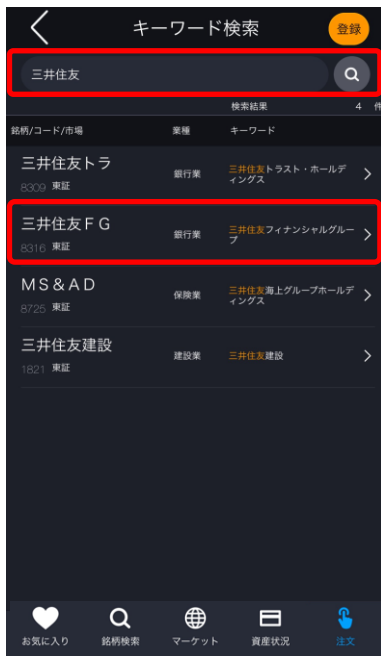 キーワード検索 登録
三井住友
検索結果 4 件
銘柄/コード/市場 業種 キーワード
三井住友トラ
8309 東証
銀行業
三井住友トラスト・ホールデ
ィングス
三井住友ＦＧ
8316 東証
銀行業
三井住友フィナンシャルグルー
プ
ＭＳ＆ＡＤ
8725 東証
保険業
三井住友海上グループホールデ
ィングス
三井住友建設
1821 東証
建設業
三井住友建設
お気に入り 銘柄検索 マーケット 資産状況 注文